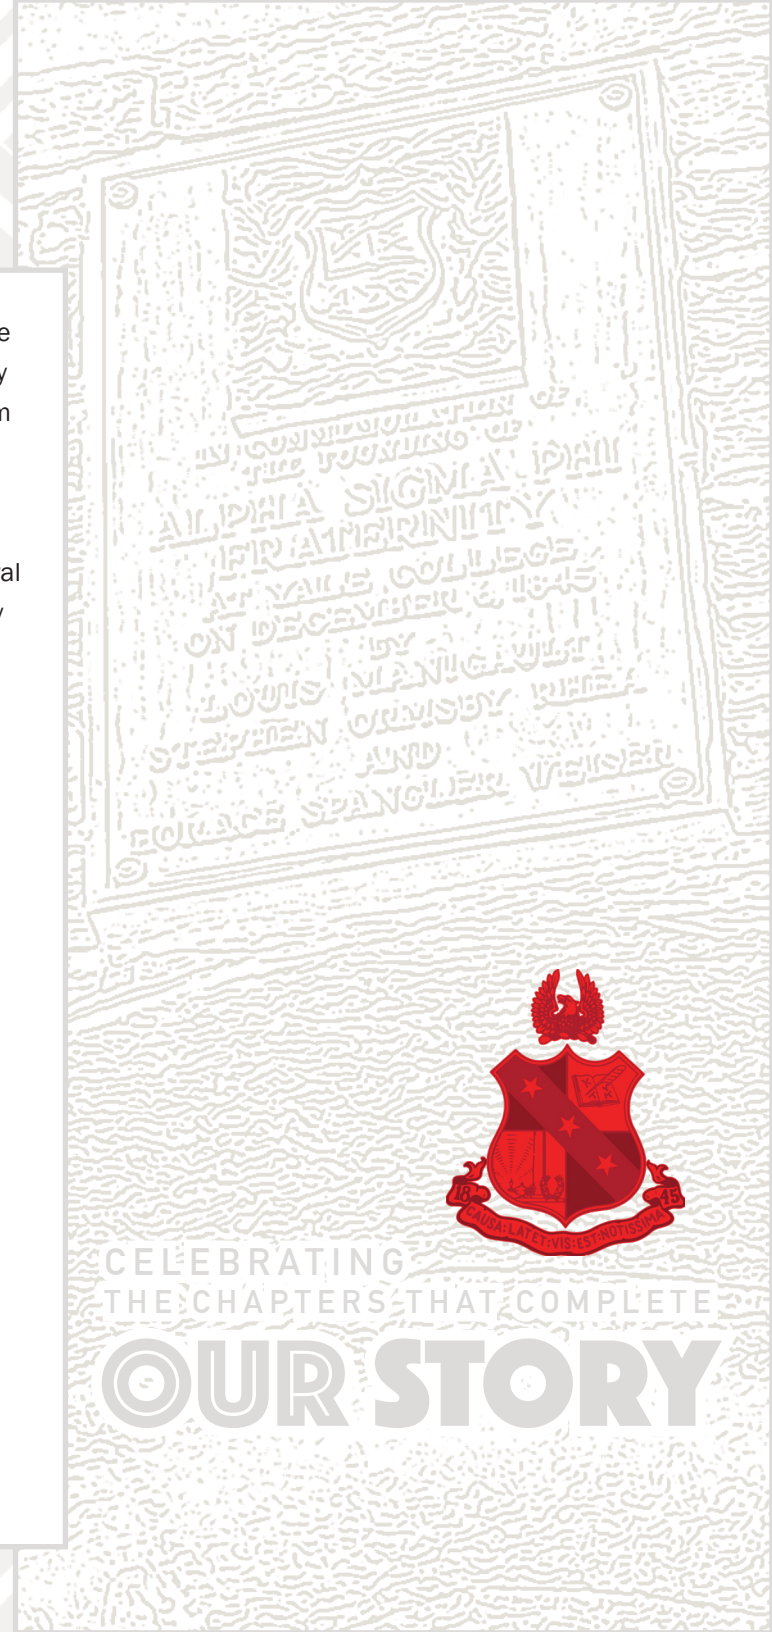 e
y
n
al
y
IN COMMEMORATION OF
THE FOUNDING OF
ALPHA SIGMA PHI
FRATERNITY
AT YALE COLLEGE
ON DECEMBER 6, 1845
BY
LOUIS MANIGAULT
STEPHEN ORMSBY RHEA
AND
HORACE SPANGLER WEISER
18 45
CAUSA:LATET:VIS:EST:NOTISSIMA
CELEBRATING
THE CHAPTERS THAT COMPLETE
OUR STORY